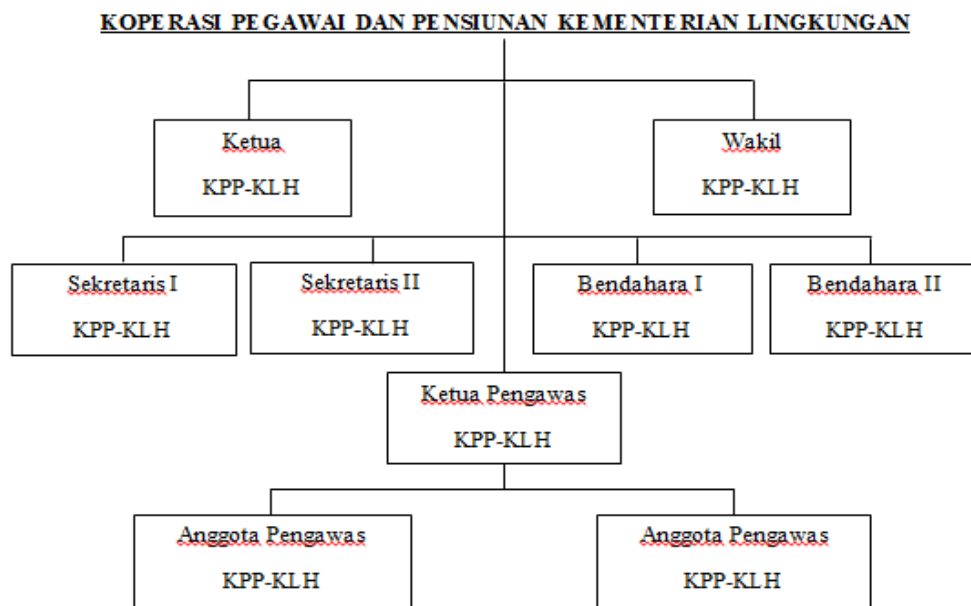 KOPERASI PEGAWAI DAN PENSIUNAN KEMENTERIAN LINGKUNGAN
Ketua
KPP-KLH
Wakil
KPP-KLH
Sekretaris I
KPP-KLH
Sekretaris II
KPP-KLH
Bendahara I
KPP-KLH
Bendahara II
KPP-KLH
Ketua Pengawas
KPP-KLH
Anggota Pengawas
KPP-KLH
Anggota Pengawas
KPP-KLH